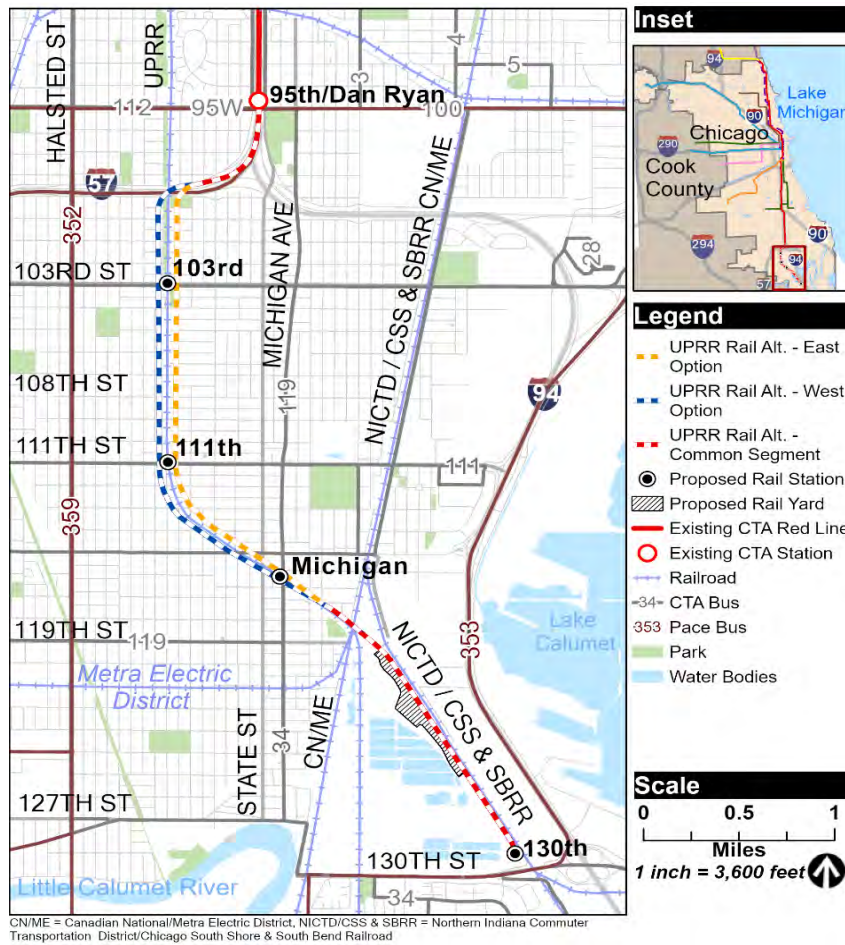 HALSTED ST
UPRR
4
3
5
95th/Dan Ryan
112
95W
100
57
352
MICHIGAN AVE
NICTD / CSS & SBRR CN/ME
28
103RD ST
103rd
108TH ST
119
94
111TH ST
111th
111
359
Michigan
119TH ST
119
Lake
Calumet
353
NICTD / CSS & SBRR
Metra Electric
District
STATE ST
34
CN/ME
127TH ST
130th
130TH ST
Little Calumet River
34
CN/ME = Canadian National/Metra Electric District, NICTD/CSS & SBRR = Northern Indiana Commuter
Transportation District/Chicago South Shore & South Bend Railroad
Inset
94
Lake
Michigan
90
Chicago
290
Cook
County
294
90
94
57
Legend
UPRR Rail Alt. - East
Option
UPRR Rail Alt. - West
Option
UPRR Rail Alt. -
Common Segment
Proposed Rail Station
Proposed Rail Yard
Existing CTA Red Line
Existing CTA Station
Railroad
34 CTA Bus
353 Pace Bus
Park
Water Bodies
Scale
0 0.5 1
Miles
1 inch = 3,600 feet